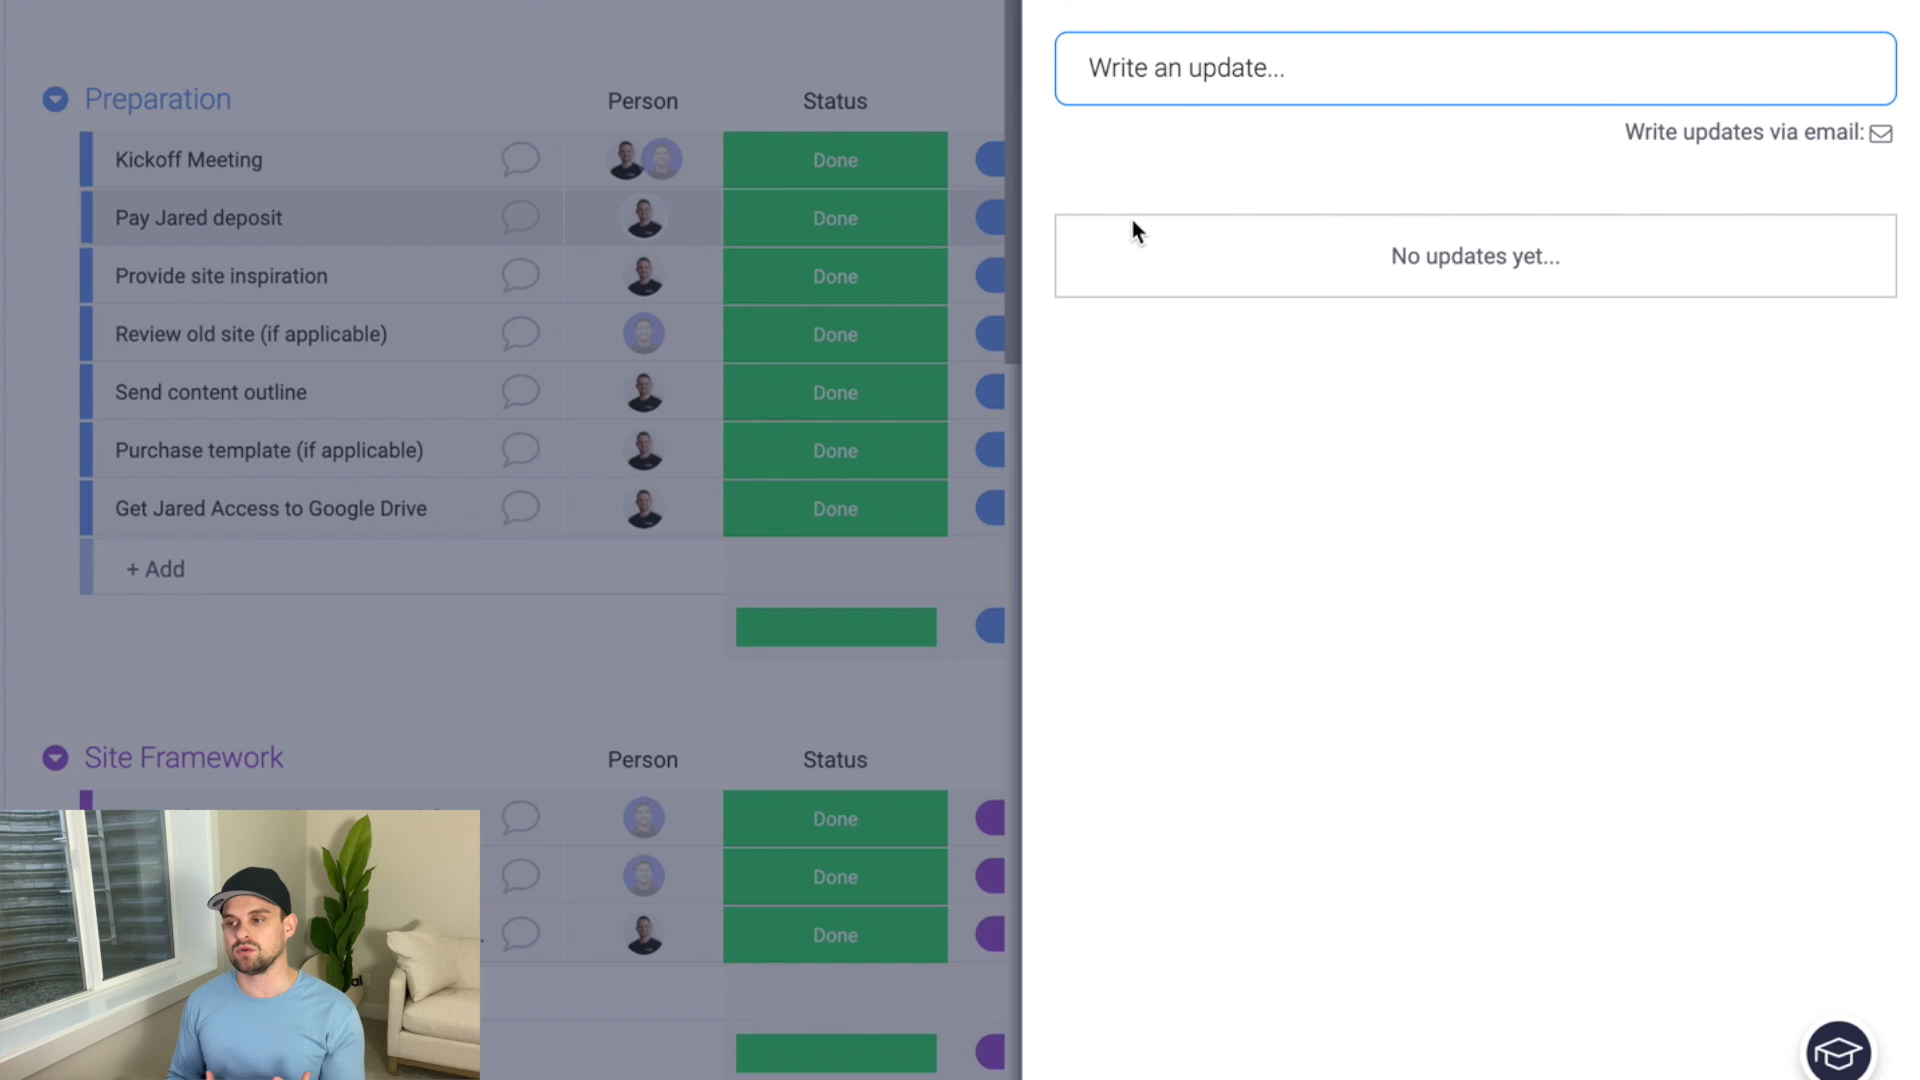 Preparation Person Status
Kickoff Meeting Done
Pay Jared deposit Done
Provide site inspiration Done
Review old site (if applicable) Done
Send content outline Done
Purchase template (if applicable) Done
Get Jared Access to Google Drive Done
+ Add
Site Framework Person Status
Done
Done
Done
al
Write an update...
Write updates via email:
No updates yet...